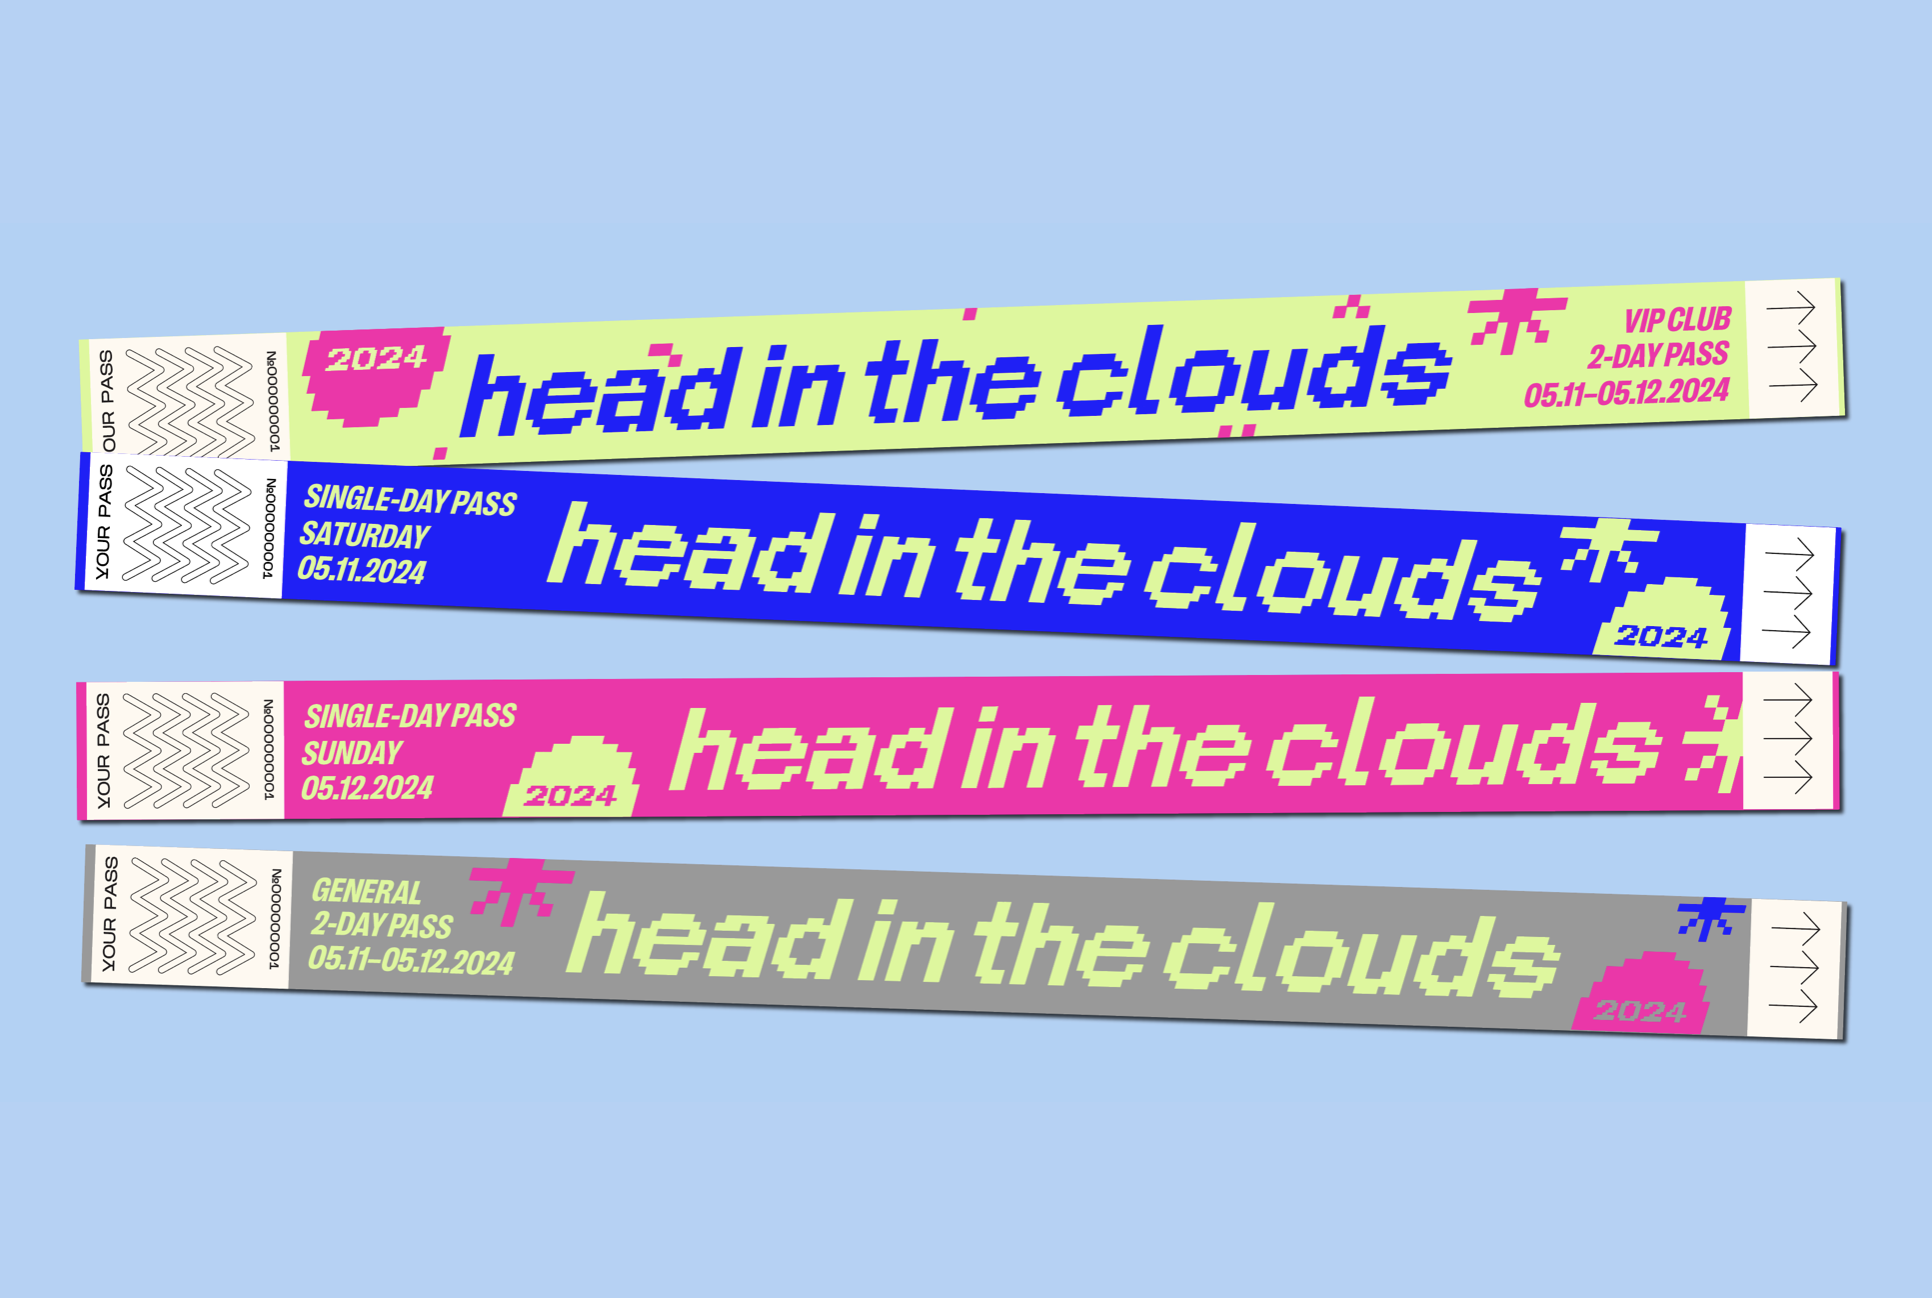 YOUR PASS
№000000001
2024
head in the clouds
VIP CLUB
2-DAY PASS
05.11–05.12.2024
YOUR PASS
№000000001
SINGLE-DAY PASS
SATURDAY
05.11.2024
head in the clouds
2024
YOUR PASS
№000000001
SINGLE-DAY PASS
SUNDAY
05.12.2024
2024
head in the clouds
YOUR PASS
№000000001
GENERAL
2-DAY PASS
05.11–05.12.2024
head in the clouds
2024